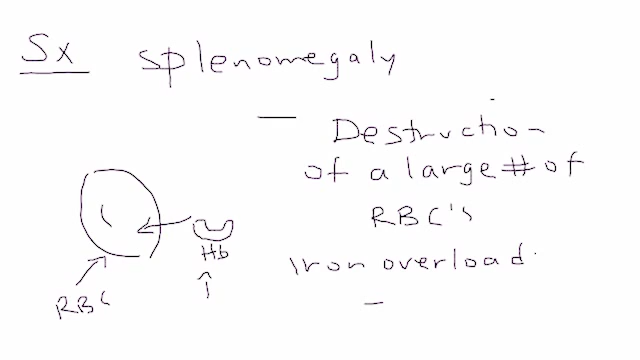 Sx splenomegaly
— Destruction
of a large # of
RBC's
Iron overload.
—
Hb
RBC